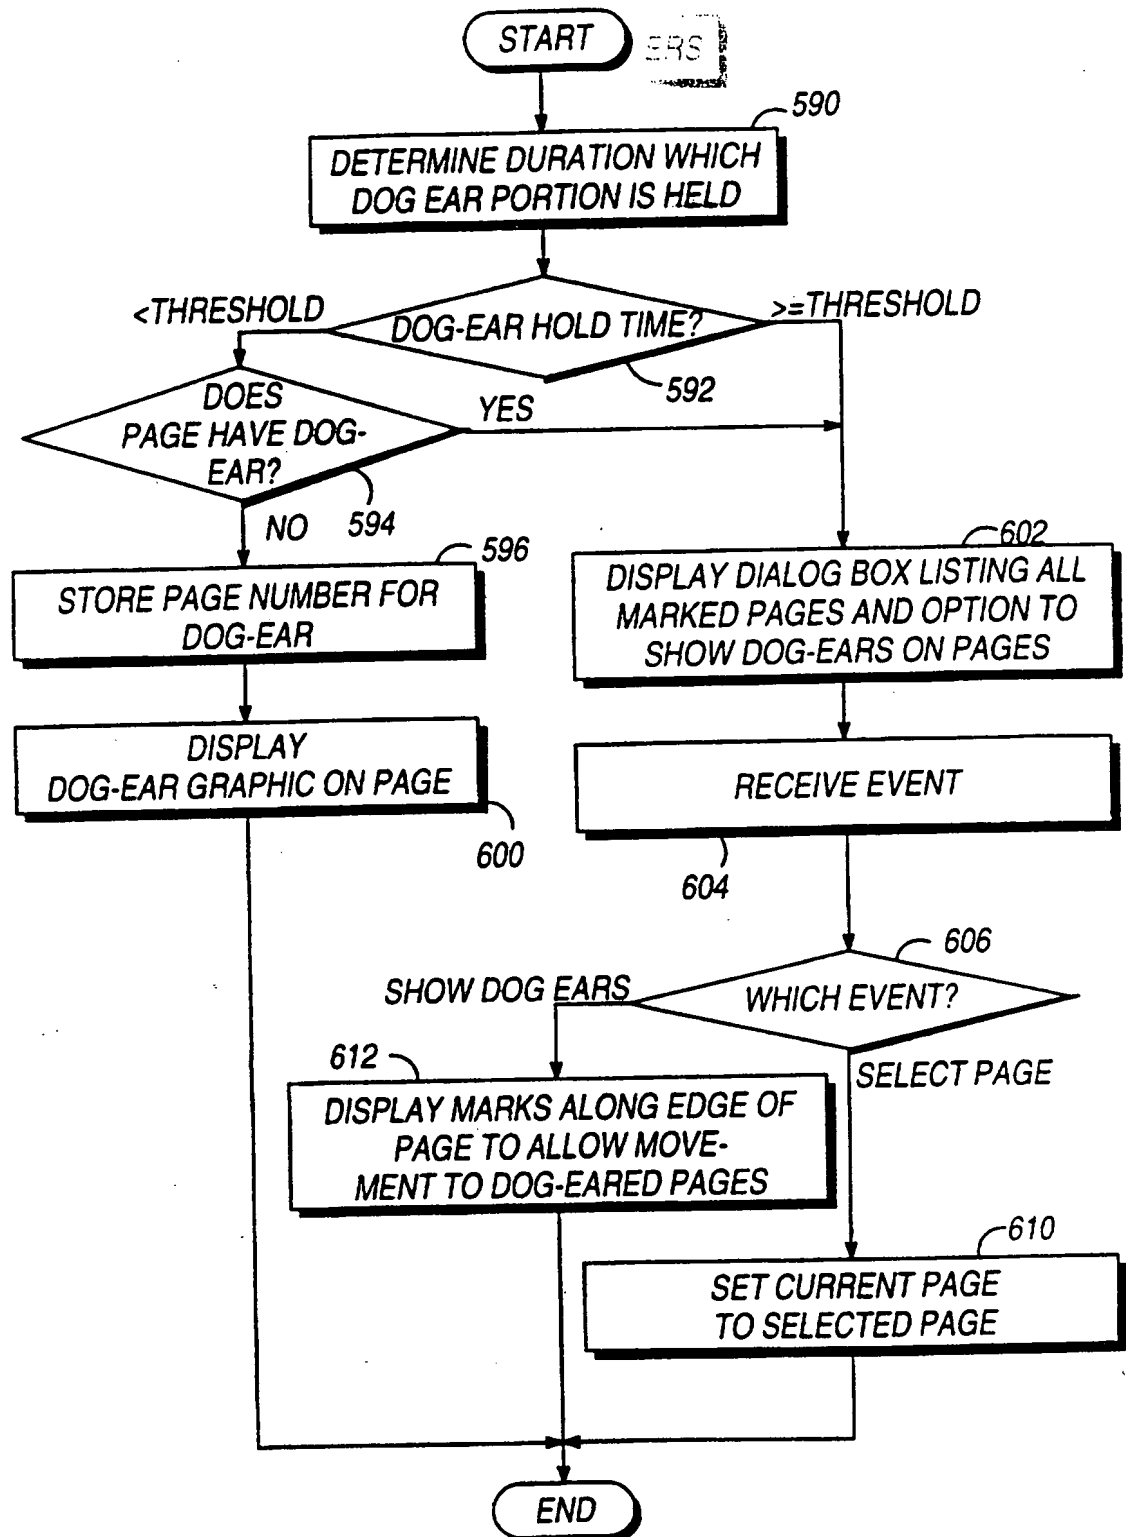 START
ERS
590
DETERMINE DURATION WHICH
DOG EAR PORTION IS HELD
<THRESHOLD
DOG-EAR HOLD TIME?
>=THRESHOLD
592
DOES
PAGE HAVE DOG-
EAR?
YES
594
NO
596
STORE PAGE NUMBER FOR
DOG-EAR
602
DISPLAY DIALOG BOX LISTING ALL
MARKED PAGES AND OPTION TO
SHOW DOG-EARS ON PAGES
DISPLAY
DOG-EAR GRAPHIC ON PAGE
600
RECEIVE EVENT
604
606
SHOW DOG EARS
WHICH EVENT?
SELECT PAGE
612
DISPLAY MARKS ALONG EDGE OF
PAGE TO ALLOW MOVE-
MENT TO DOG-EARED PAGES
610
SET CURRENT PAGE
TO SELECTED PAGE
END